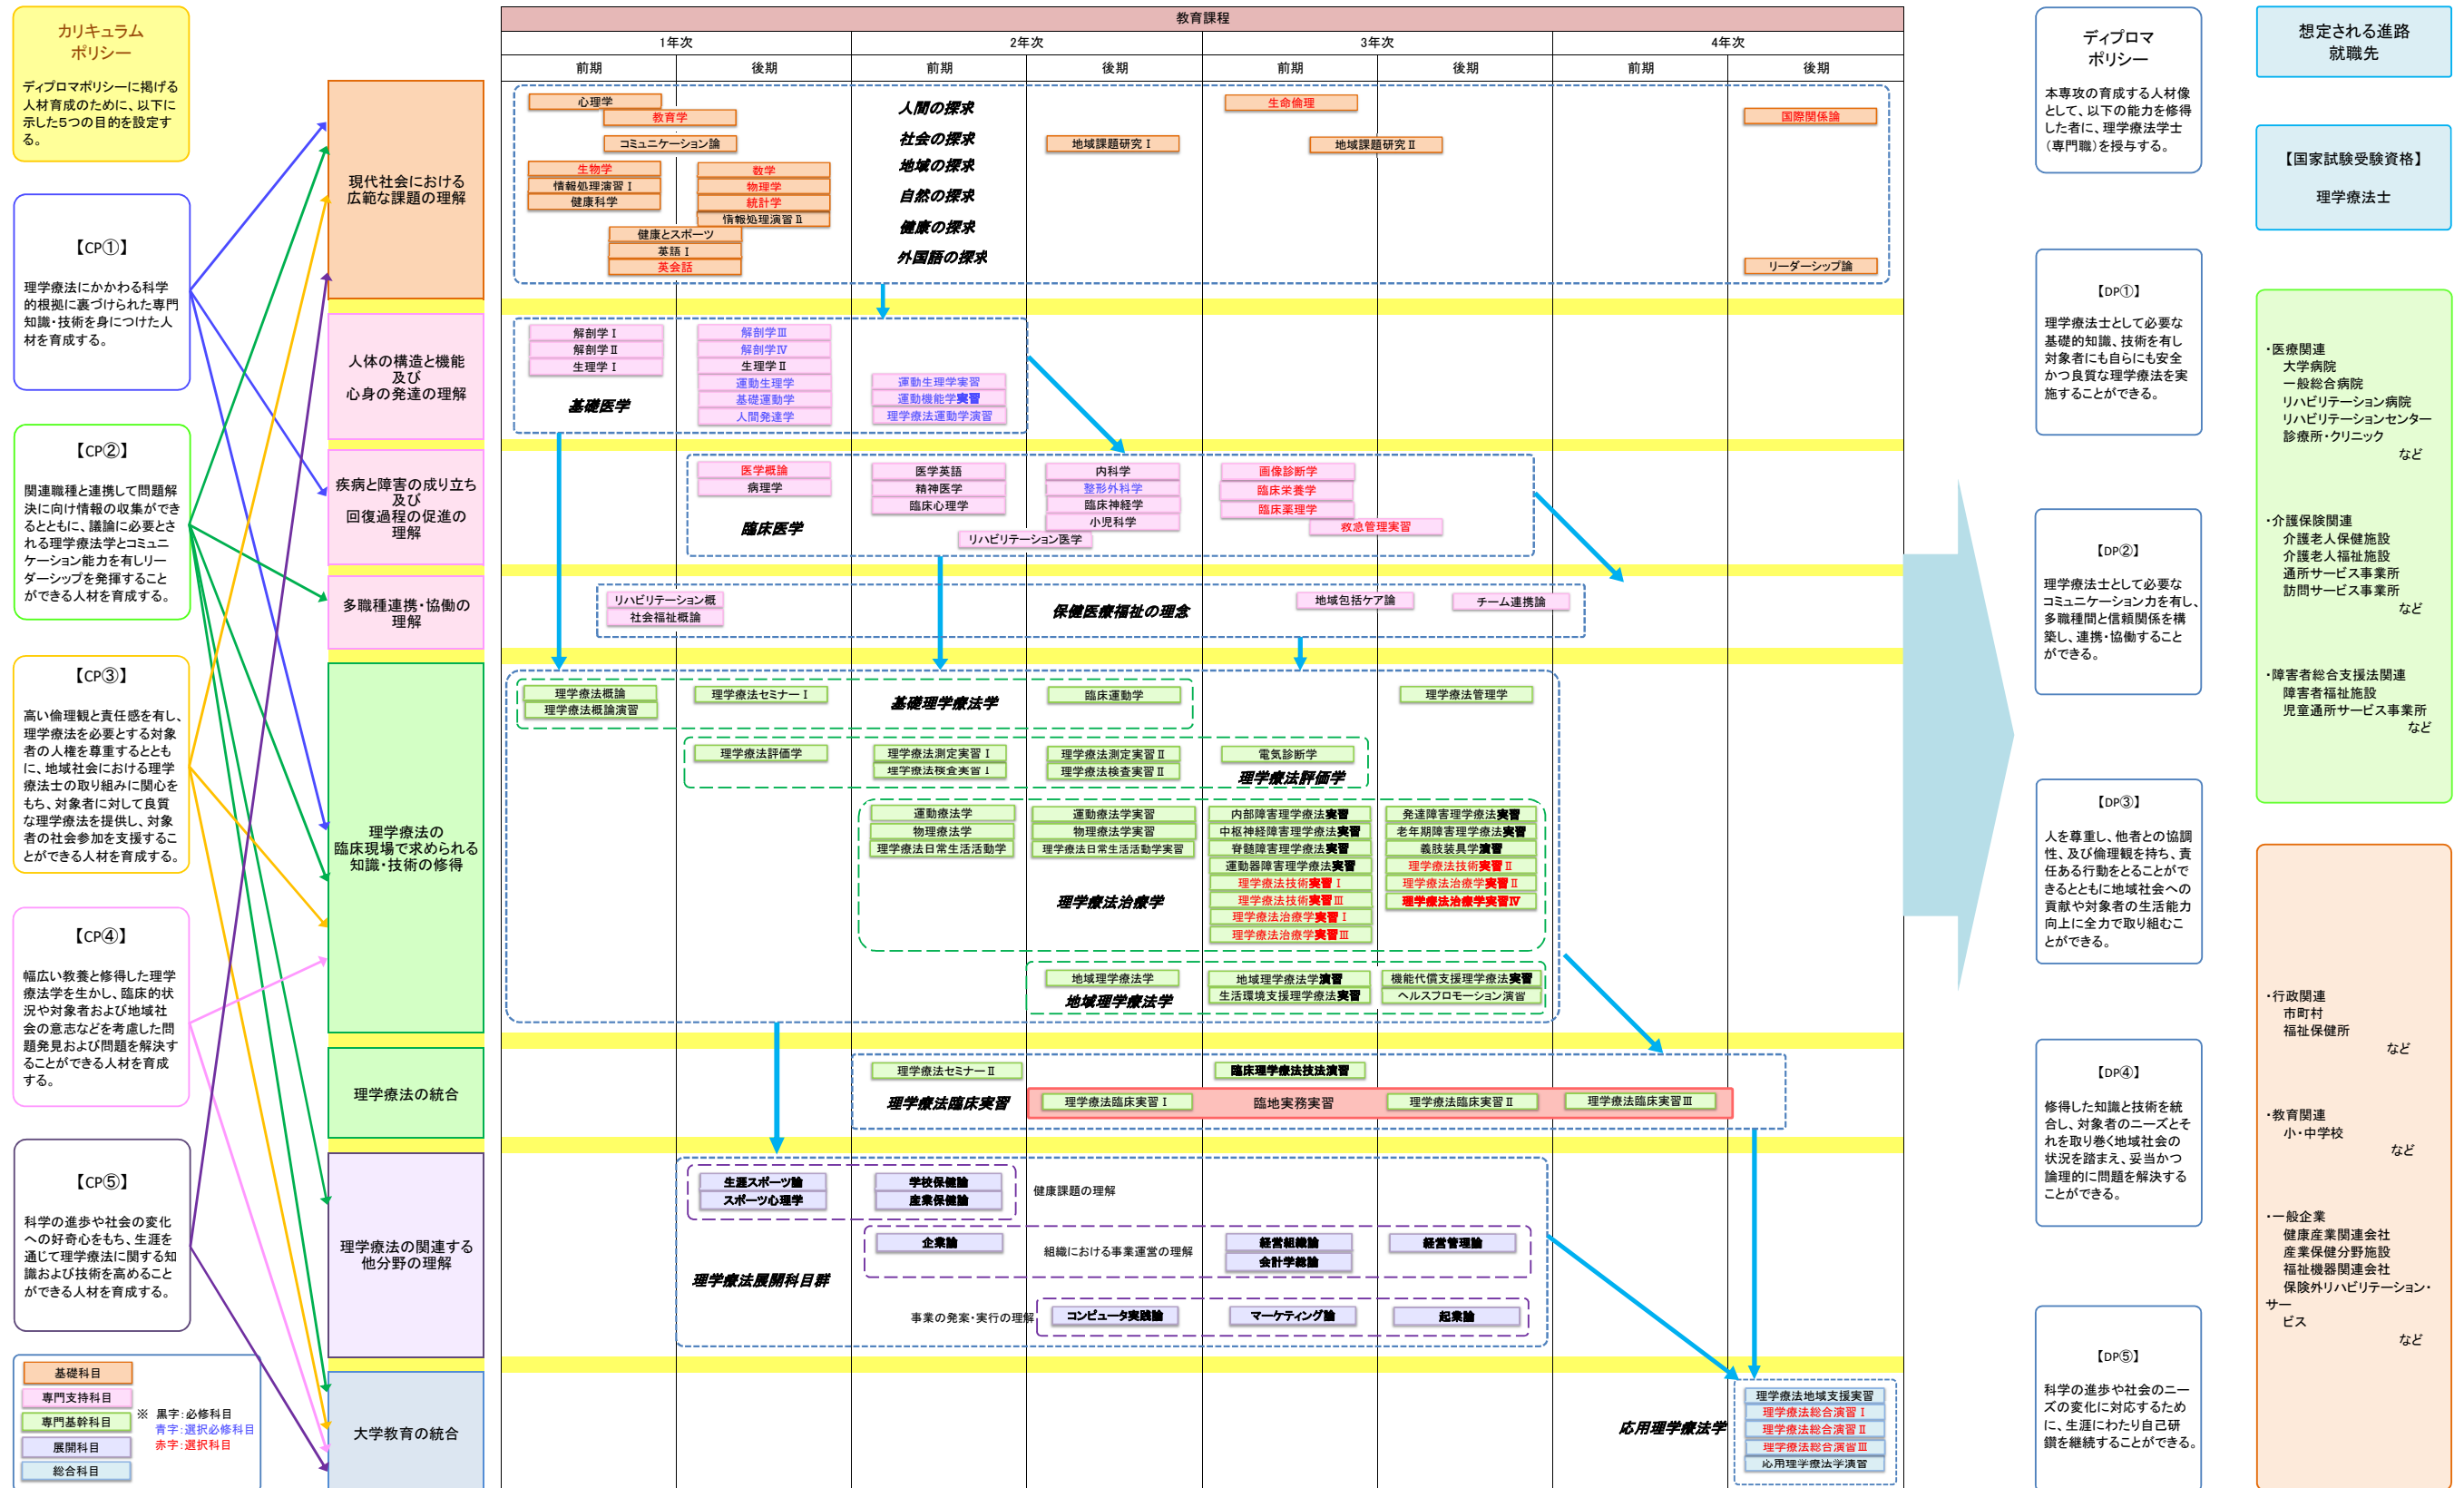 カリキュラム
ポリシー
ディプロマポリシーに掲げる
人材育成のために、以下に
示した5つの目的を設定す
る。
【CP①】
理学療法にかかわる科学
的根拠に裏づけられた専門
知識・技術を身につけた人
材を育成する。
【CP②】
関連職種と連携して問題解
決に向け情報の収集ができ
るとともに、議論に必要とさ
れる理学療法学とコミュニ
ケーション能力を有しリー
ダーシップを発揮すること
ができる人材を育成する。
【CP③】
高い倫理観と責任感を有し、
理学療法を必要とする対象
者の人権を尊重するととも
に、地域社会における理学
療法士の取り組みに関心を
もち、対象者に対して良質
な理学療法を提供し、対象
者の社会参加を支援するこ
とができる人材を育成する。
【CP④】
幅広い教養と修得した理学
療法学を生かし、臨床的状
況や対象者および地域社
会の意志などを考慮した問
題発見および問題を解決す
ることができる人材を育成
する。
【CP⑤】
科学の進歩や社会の変化
への好奇心をもち、生涯を
通じて理学療法に関する知
識および技術を高めること
ができる人材を育成する。
基礎科目
専門支持科目
専門基幹科目
展開科目
総合科目
※ 黒字：必修科目
青字：選択必修科目
赤字：選択科目
現代社会における
広範な課題の理解
人体の構造と機能
及び
心身の発達の理解
疾病と障害の成り立ち
及び
回復過程の促進の
理解
多職種連携・協働の
理解
理学療法の
臨床現場で求められる
知識・技術の修得
理学療法の統合
理学療法の関連する
他分野の理解
大学教育の統合
教育課程
1年次
2年次
3年次
4年次
前期
後期
前期
後期
前期
後期
前期
後期
心理学
教育学
コミュニケーション論
生物学
情報処理演習Ⅰ
健康科学
数学
物理学
統計学
情報処理演習Ⅱ
健康とスポーツ
英語Ⅰ
英会話
人間の探求
社会の探求
地域の探求
自然の探求
健康の探求
外国語の探求
地域課題研究Ⅰ
生命倫理
地域課題研究Ⅱ
国際関係論
リーダーシップ論
解剖学Ⅰ
解剖学Ⅱ
生理学Ⅰ
基礎医学
解剖学Ⅲ
解剖学Ⅳ
生理学Ⅱ
運動生理学
基礎運動学
人間発達学
運動生理学実習
運動機能学実習
理学療法運動学演習
医学概論
病理学
臨床医学
医学英語
精神医学
臨床心理学
リハビリテーション医学
内科学
整形外科学
臨床神経学
小児科学
画像診断学
臨床栄養学
臨床薬理学
救急管理実習
リハビリテーション概
社会福祉概論
保健医療福祉の理念
地域包括ケア論
チーム連携論
理学療法概論
理学療法概論演習
理学療法セミナーⅠ
基礎理学療法学
臨床運動学
理学療法管理学
理学療法評価学
理学療法測定実習Ⅰ
理学療法検査実習Ⅰ
理学療法測定実習Ⅱ
理学療法検査実習Ⅱ
電気診断学
理学療法評価学
運動療法学
物理療法学
理学療法日常生活活動学
運動療法学実習
物理療法学実習
理学療法日常生活活動学実習
理学療法治療学
内部障害理学療法実習
中枢神経障害理学療法実習
脊髄障害理学療法実習
運動器障害理学療法実習
理学療法技術実習Ⅰ
理学療法技術実習Ⅲ
理学療法治療学実習Ⅰ
理学療法治療学実習Ⅲ
発達障害理学療法実習
老年期障害理学療法実習
義肢装具学演習
理学療法技術実習Ⅱ
理学療法治療学実習Ⅱ
理学療法治療学実習Ⅳ
地域理学療法学
地域理学療法学
地域理学療法学演習
生活環境支援理学療法実習
機能代償支援理学療法実習
ヘルスプロモーション演習
理学療法セミナーⅡ
臨床理学療法技法演習
理学療法臨床実習
理学療法臨床実習Ⅰ
臨地実務実習
理学療法臨床実習Ⅱ
理学療法臨床実習Ⅲ
生涯スポーツ論
スポーツ心理学
学校保健論
産業保健論
健康課題の理解
企業論
組織における事業運営の理解
経営組織論
会計学総論
経営管理論
理学療法展開科目群
事業の発案・実行の理解
コンピュータ実践論
マーケティング論
起業論
応用理学療法学
理学療法地域支援実習
理学療法総合演習Ⅰ
理学療法総合演習Ⅱ
理学療法総合演習Ⅲ
応用理学療法学演習
ディプロマ
ポリシー
本専攻の育成する人材像
として、以下の能力を修得
した者に、理学療法学士
（専門職）を授与する。
【DP①】
理学療法士として必要な
基礎的知識、技術を有し
対象者にも自らにも安全
かつ良質な理学療法を実
施することができる。
【DP②】
理学療法士として必要な
コミュニケーション力を有し、
多職種間と信頼関係を構
築し、連携・協働すること
ができる。
【DP③】
人を尊重し、他者との協調
性、及び倫理観を持ち、責
任ある行動をとることがで
きるとともに地域社会への
貢献や対象者の生活能力
向上に全力で取り組むこ
とができる。
【DP④】
修得した知識と技術を統
合し、対象者のニーズとそ
れを取り巻く地域社会の
状況を踏まえ、妥当かつ
論理的に問題を解決する
ことができる。
【DP⑤】
科学の進歩や社会のニー
ズの変化に対応するため
に、生涯にわたり自己研
鑽を継続することができる。
想定される進路
就職先
【国家試験受験資格】
理学療法士
・医療関連
大学病院
一般総合病院
リハビリテーション病院
リハビリテーションセンター
診療所・クリニック
など
・介護保険関連
介護老人保健施設
介護老人福祉施設
通所サービス事業所
訪問サービス事業所
など
・障害者総合支援法関連
障害者福祉施設
児童通所サービス事業所
など
・行政関連
市町村
福祉保健所
など
・教育関連
小・中学校
など
・一般企業
健康産業関連会社
産業保健分野施設
福祉機器関連会社
保険外リハビリテーション・
サー
ビス
など